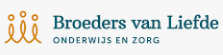 Broeders van Liefde
ONDERWIJS EN ZORG